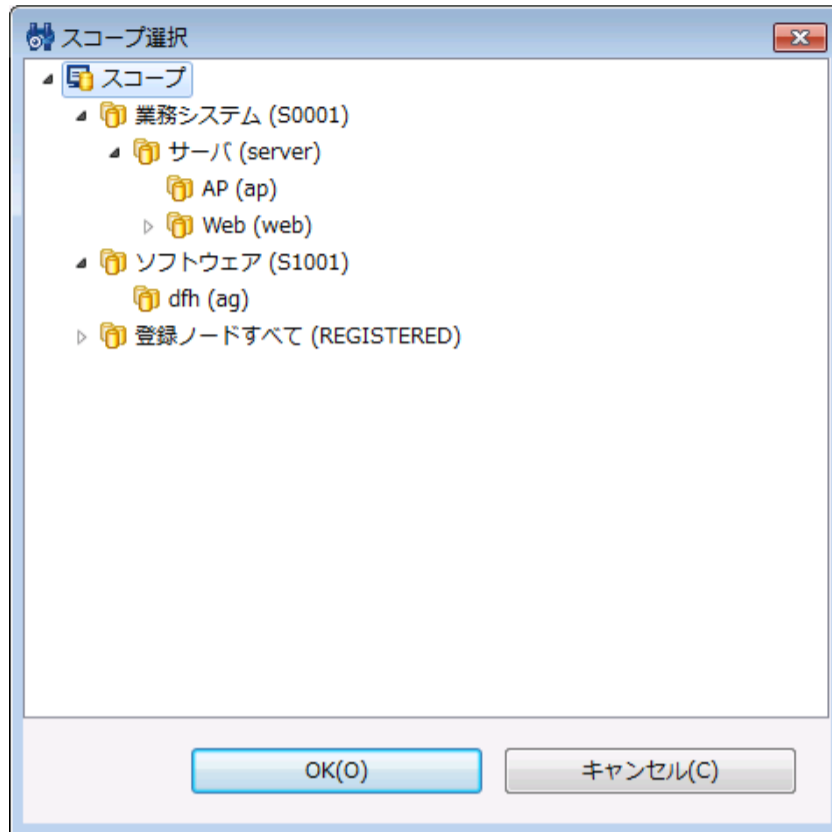 スコープ選択
スコープ
業務システム (S0001)
サーバ (server)
AP (ap)
Web (web)
ソフトウェア (S1001)
dfh (ag)
登録ノードすべて (REGISTERED)
OK(O)
キャンセル(C)